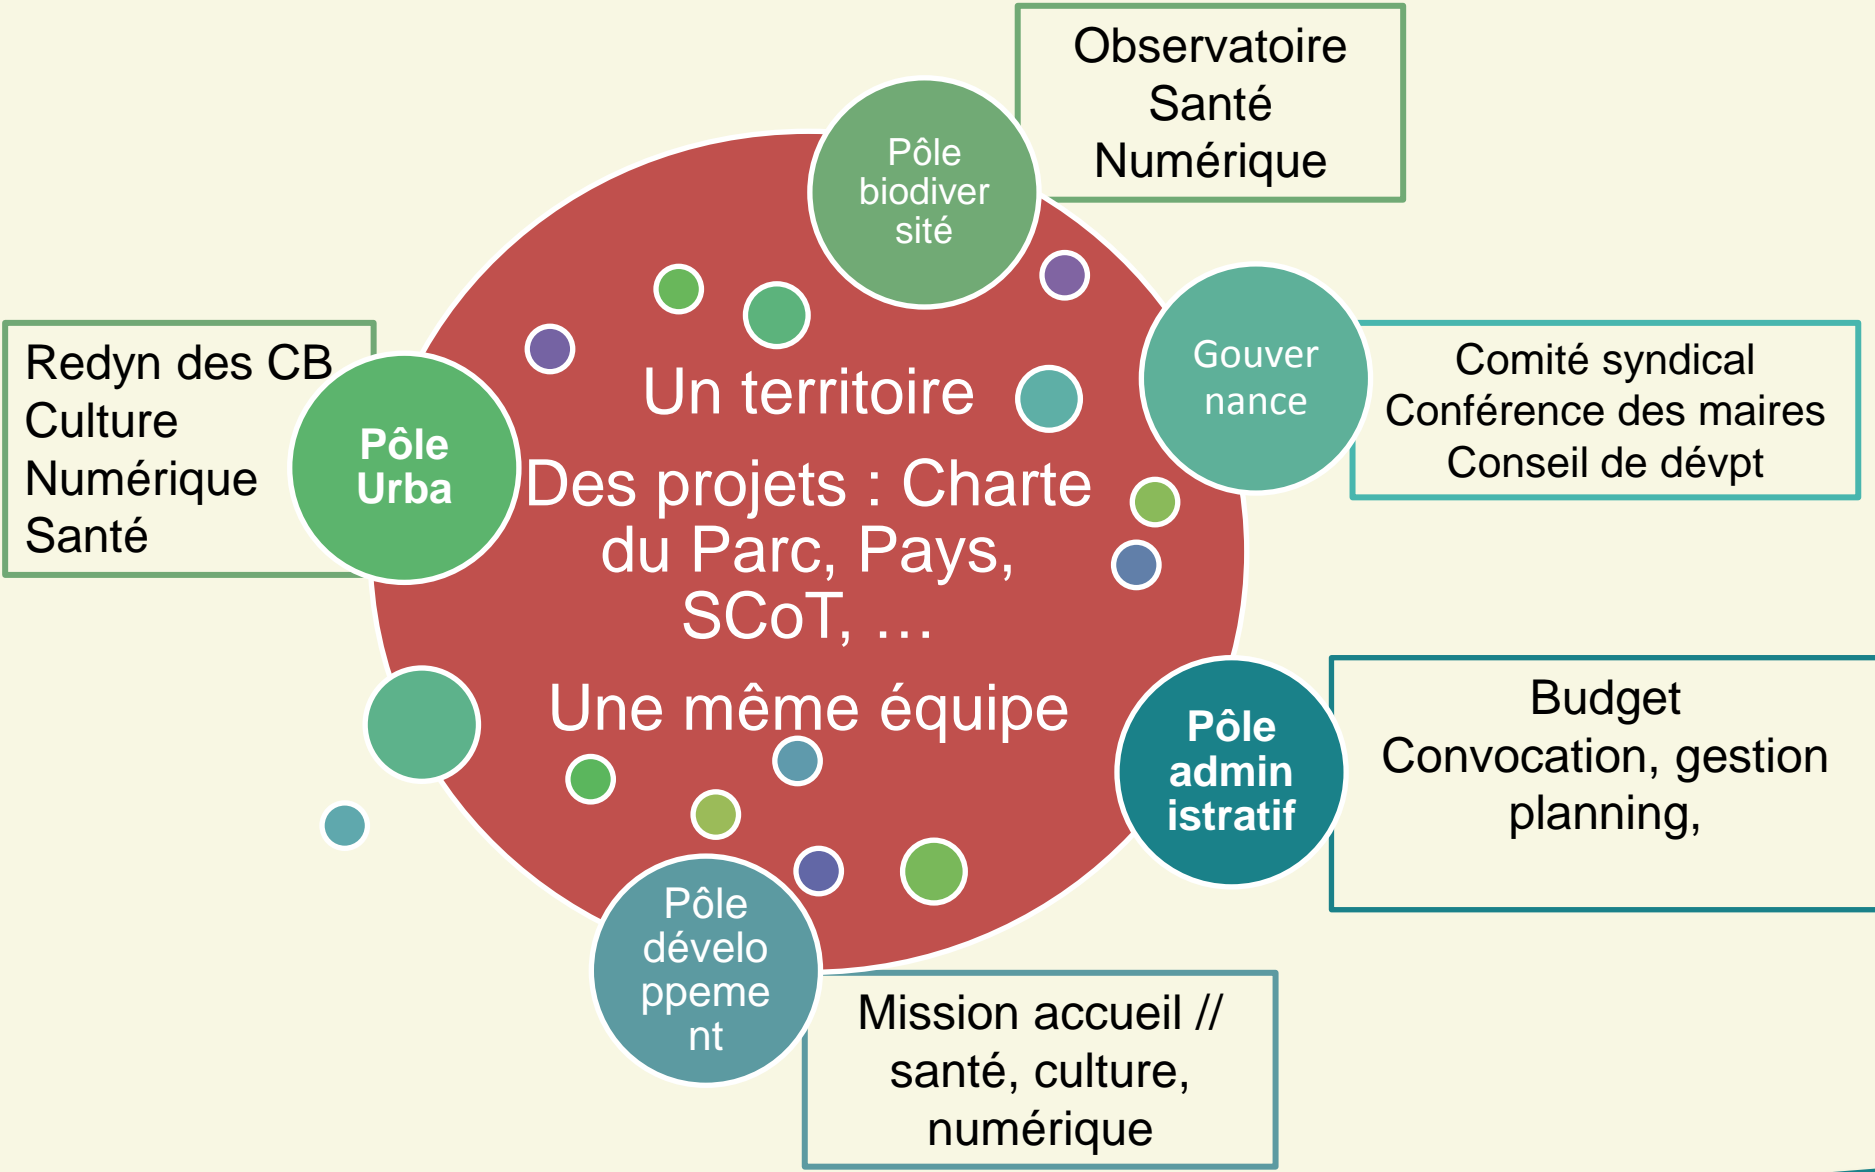 Observatoire
Santé
Numérique
Pôle
biodiver
sité
Gouver
nance
Comité syndical
Conférence des maires
Conseil de dévpt
Redyn des CB
Culture
Numérique
Santé
Pôle
Urba
Un territoire
Des projets : Charte
du Parc, Pays,
SCoT, …
Une même équipe
Pôle
admin
istratif
Budget
Convocation, gestion
planning,
Pôle
dévelo
ppeme
nt
Mission accueil //
santé, culture,
numérique